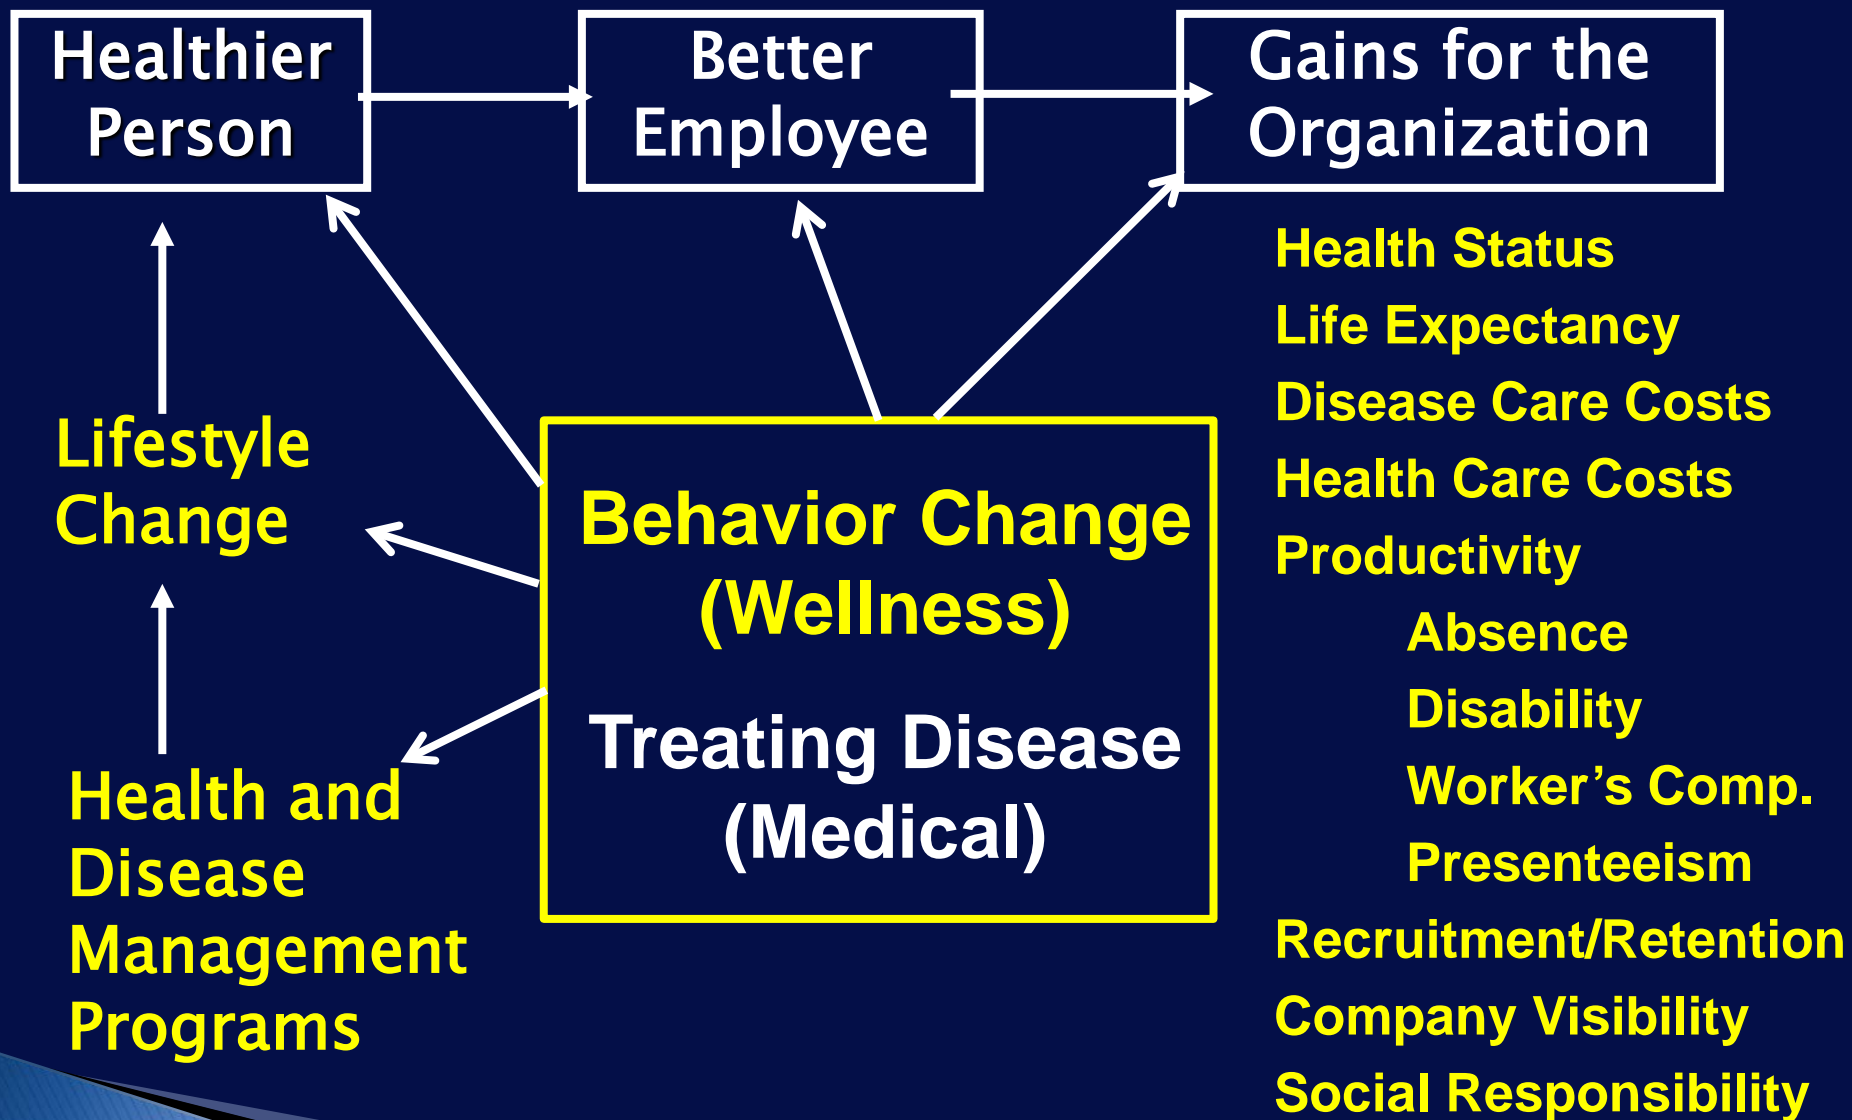 Healthier
Person
Better
Employee
Gains for the
Organization
Lifestyle
Change
Health and
Disease
Management
Programs
Behavior Change
(Wellness)
Treating Disease
(Medical)
Health Status
Life Expectancy
Disease Care Costs
Health Care Costs
Productivity
Absence
Disability
Worker’s Comp.
Presenteeism
Recruitment/Retention
Company Visibility
Social Responsibility